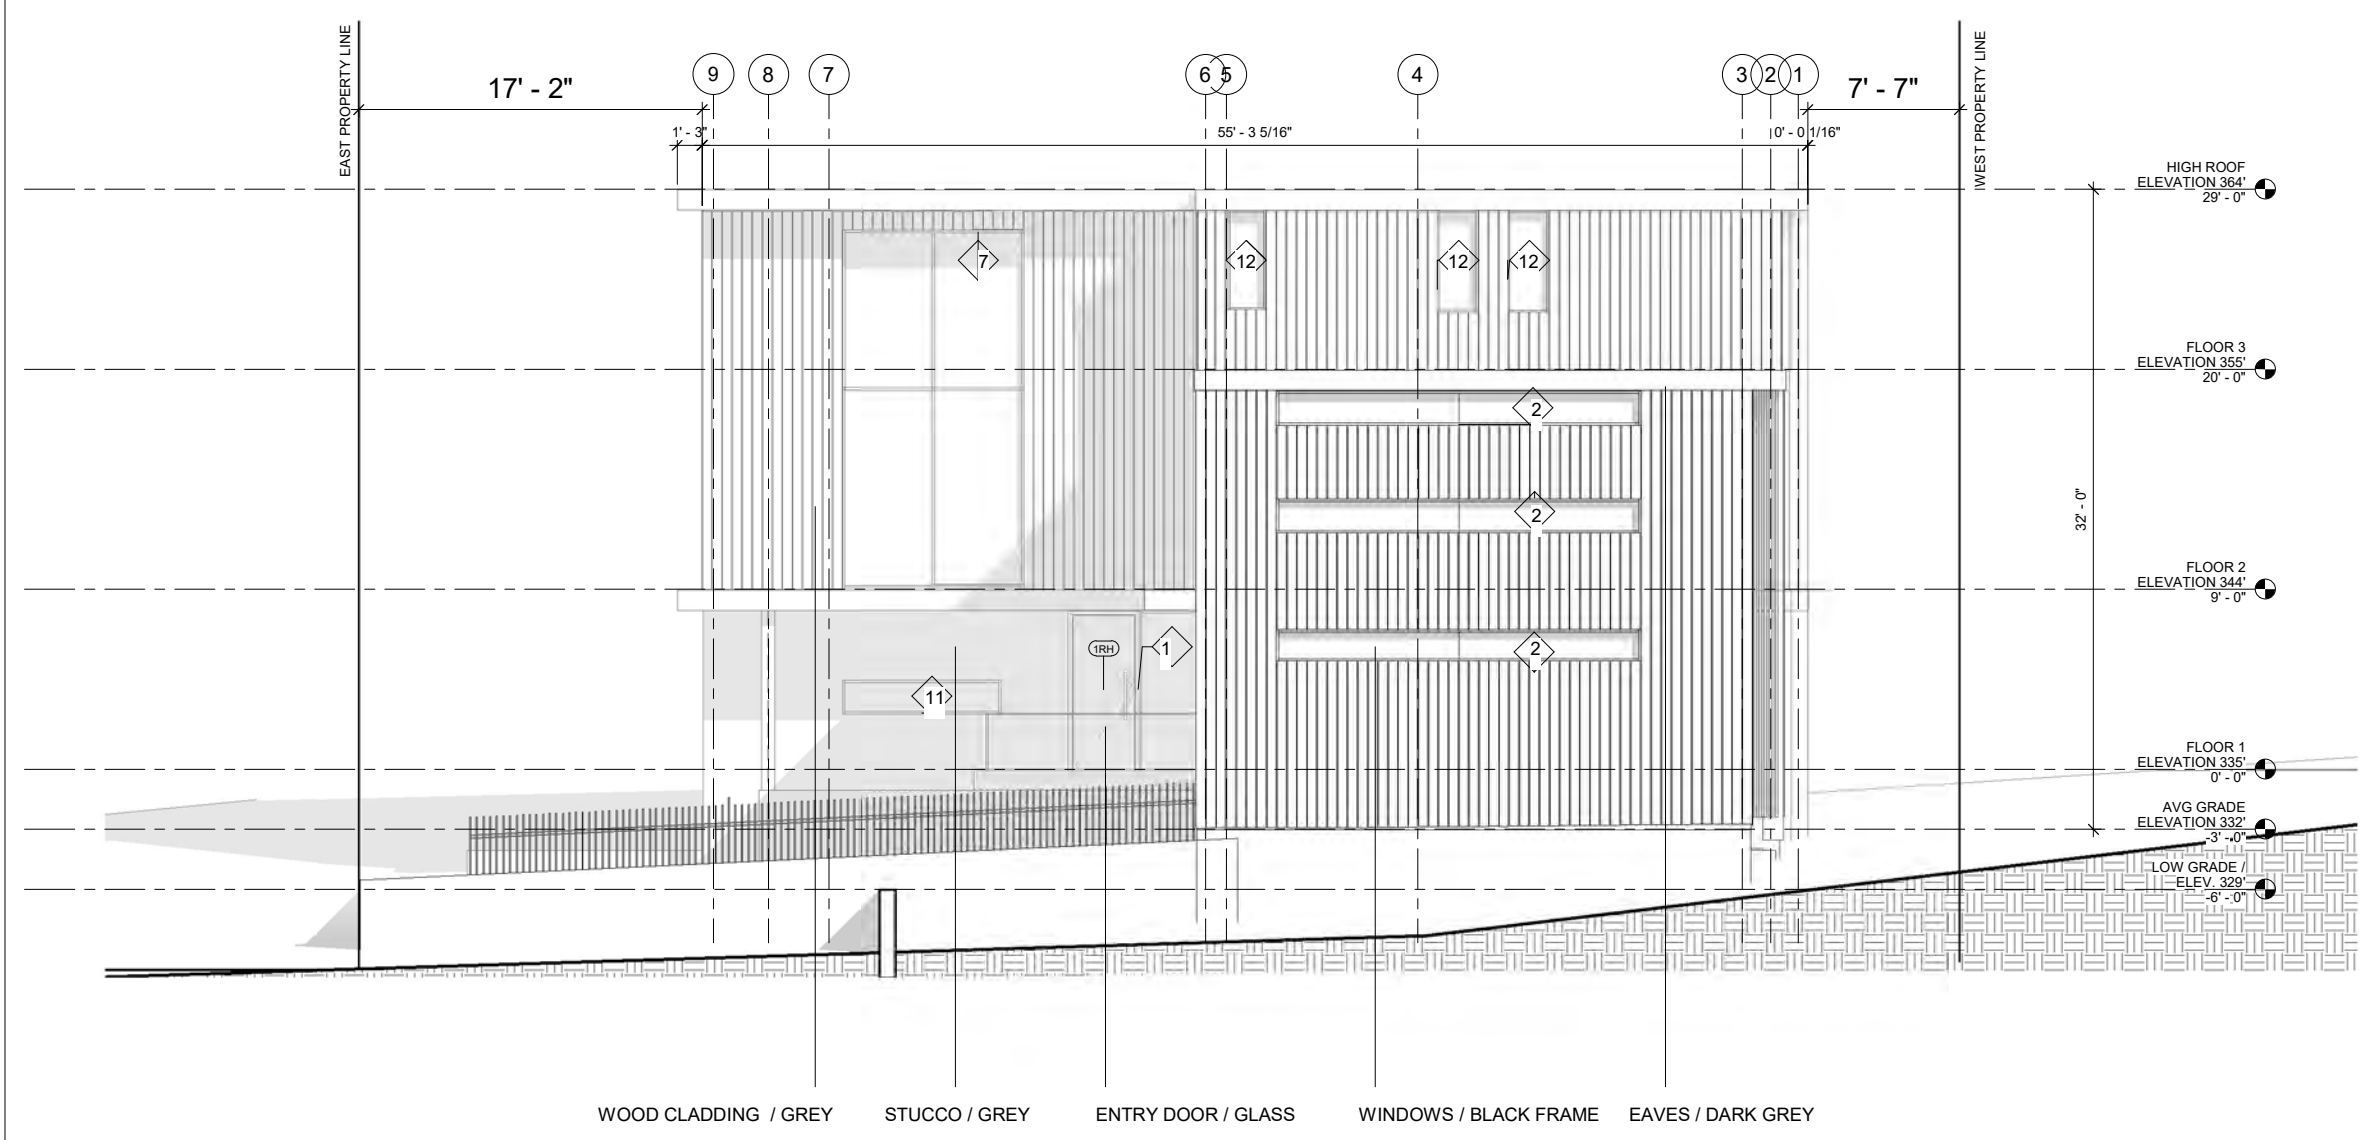 EAST PROPERTY LINE
17' - 2"
9
8
7
6
5
4
3
2
1
7' - 7"
WEST PROPERTY LINE
1' - 3"
55' - 3 5/16"
0' - 0 1/16"
HIGH ROOF
ELEVATION 364'
29' - 0"
7
12
12
12
FLOOR 3
ELEVATION 355'
20' - 0"
2
2
32' - 0"
FLOOR 2
ELEVATION 344'
9' - 0"
1RH
1
2
11
FLOOR 1
ELEVATION 335'
0' - 0"
AVG GRADE
ELEVATION 332'
-3' - 0"
LOW GRADE /
ELEV. 329'
-6' - 0"
WOOD CLADDING / GREY
STUCCO / GREY
ENTRY DOOR / GLASS
WINDOWS / BLACK FRAME
EAVES / DARK GREY